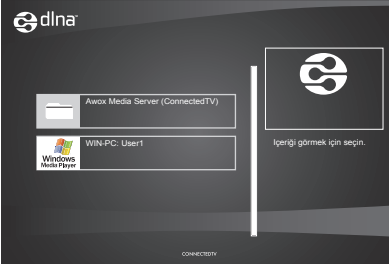 dlna
Awox Media Server (ConnectedTV)
WIN-PC: User1
Windows
Media Player
İçeriği görmek için seçin.
CONNECTEDTV